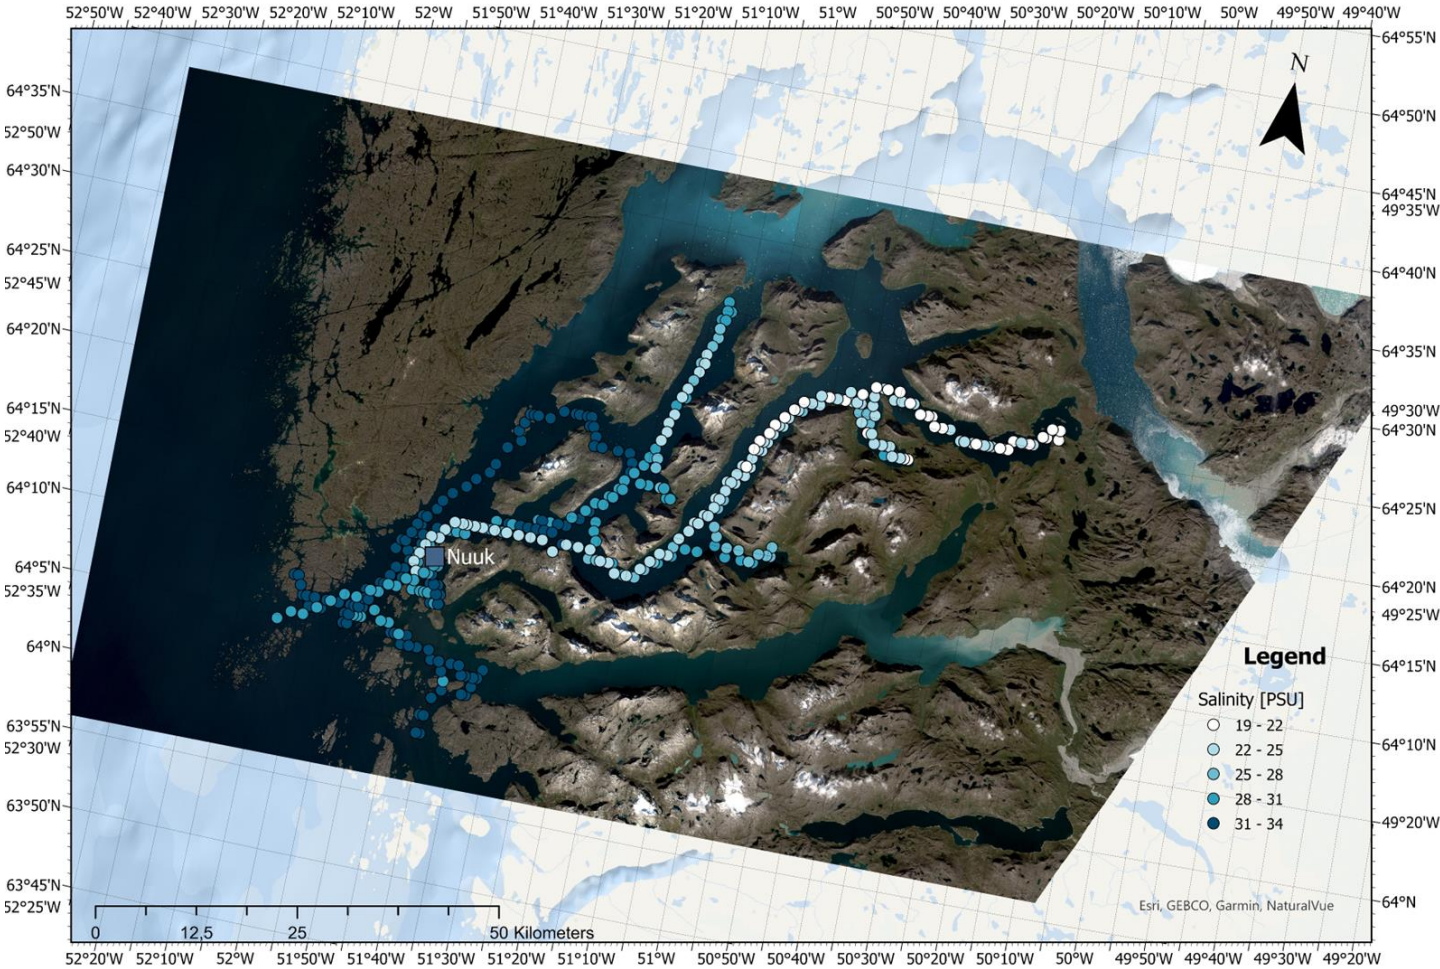 52°50'W 52°40'W 52°30'W 52°20'W 52°10'W 52°W 51°50'W 51°40'W 51°30'W 51°20'W 51°10'W 51°W 50°50'W 50°40'W 50°30'W 50°20'W 50°10'W 50°W 49°50'W 49°40'W
64°55'N
N
64°35'N
64°50'N
52°50'W
64°30'N
64°45'N
49°35'W
64°25'N
64°40'N
52°45'W
64°20'N
64°35'N
64°15'N
49°30'W
52°40'W
64°30'N
64°10'N
64°25'N
Nuuk
64°5'N
64°20'N
52°35'W
49°25'W
64°N
Legend
64°15'N
Salinity [PSU]
63°55'N
19 - 22
52°30'W
64°10'N
22 - 25
25 - 28
63°50'N
28 - 31
49°20'W
31 - 34
63°45'N
64°N
52°25'W
Esri, GEBCO, Garmin, NaturalVue
0 12,5 25 50 Kilometers
52°20'W 52°10'W 52°W 51°50'W 51°40'W 51°30'W 51°20'W 51°10'W 51°W 50°50'W 50°40'W 50°30'W 50°20'W 50°10'W 50°W 49°50'W 49°40'W 49°30'W 49°20'W